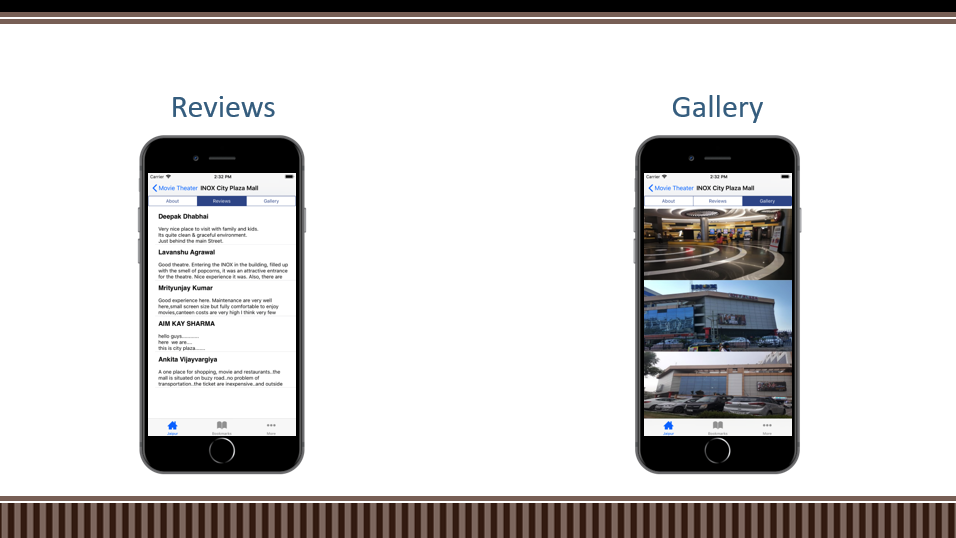 Reviews
Carrier 2:32 PM
Movie Theater INOX City Plaza Mall
About Reviews Gallery
Deepak Dhabhai
Very nice place to visit with family and kids.
Its quite clean & graceful environment.
Just behind the main Street.
Lavanshu Agrawal
Good theatre. Entering the INOX in the building, filled up
with the smell of popcorns, it was an attractive entrance
for the theatre. Nice experience it was. Also, there are
Mrityunjay Kumar
Good experience here. Maintenance are very well
here,small screen size but fully comfortable to enjoy
movies,canteen costs are very high I think very few
AIM KAY SHARMA
hello guys............
here we are....
this is city plaza.......
Ankita Vijayvargiya
A one place for shopping, movie and restaurants..the
mall is situated on buzy road..no problem of
transportation..the ticket are inexpensive..and outside
Bookmarks More
Gallery
Carrier 2:32 PM
Movie Theater INOX City Plaza Mall
About Reviews Gallery
Bookmarks More